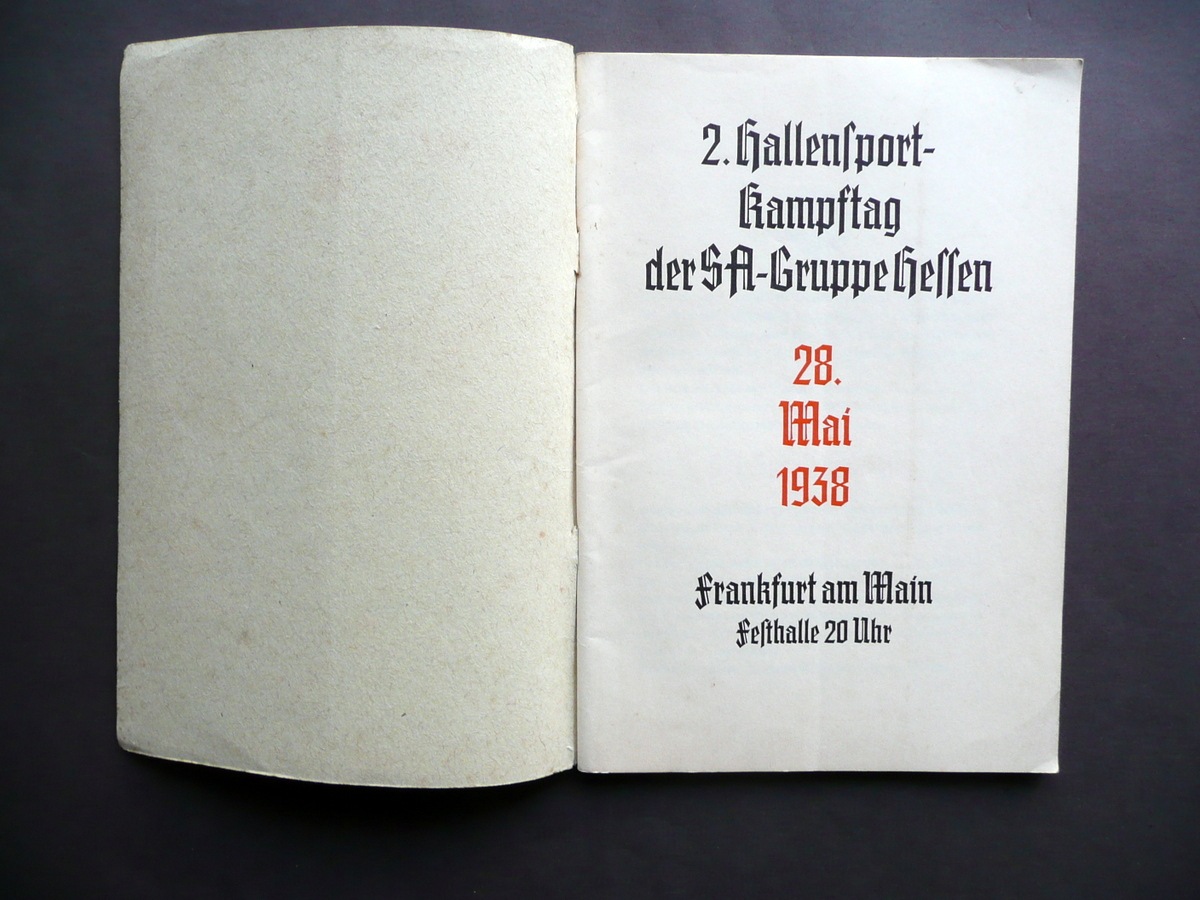 2. Hallenſport-
Kampftag
der SA-Gruppe Heſſen
28.
Mai
1938
Frankfurt am Main
Feſthalle 20 Uhr